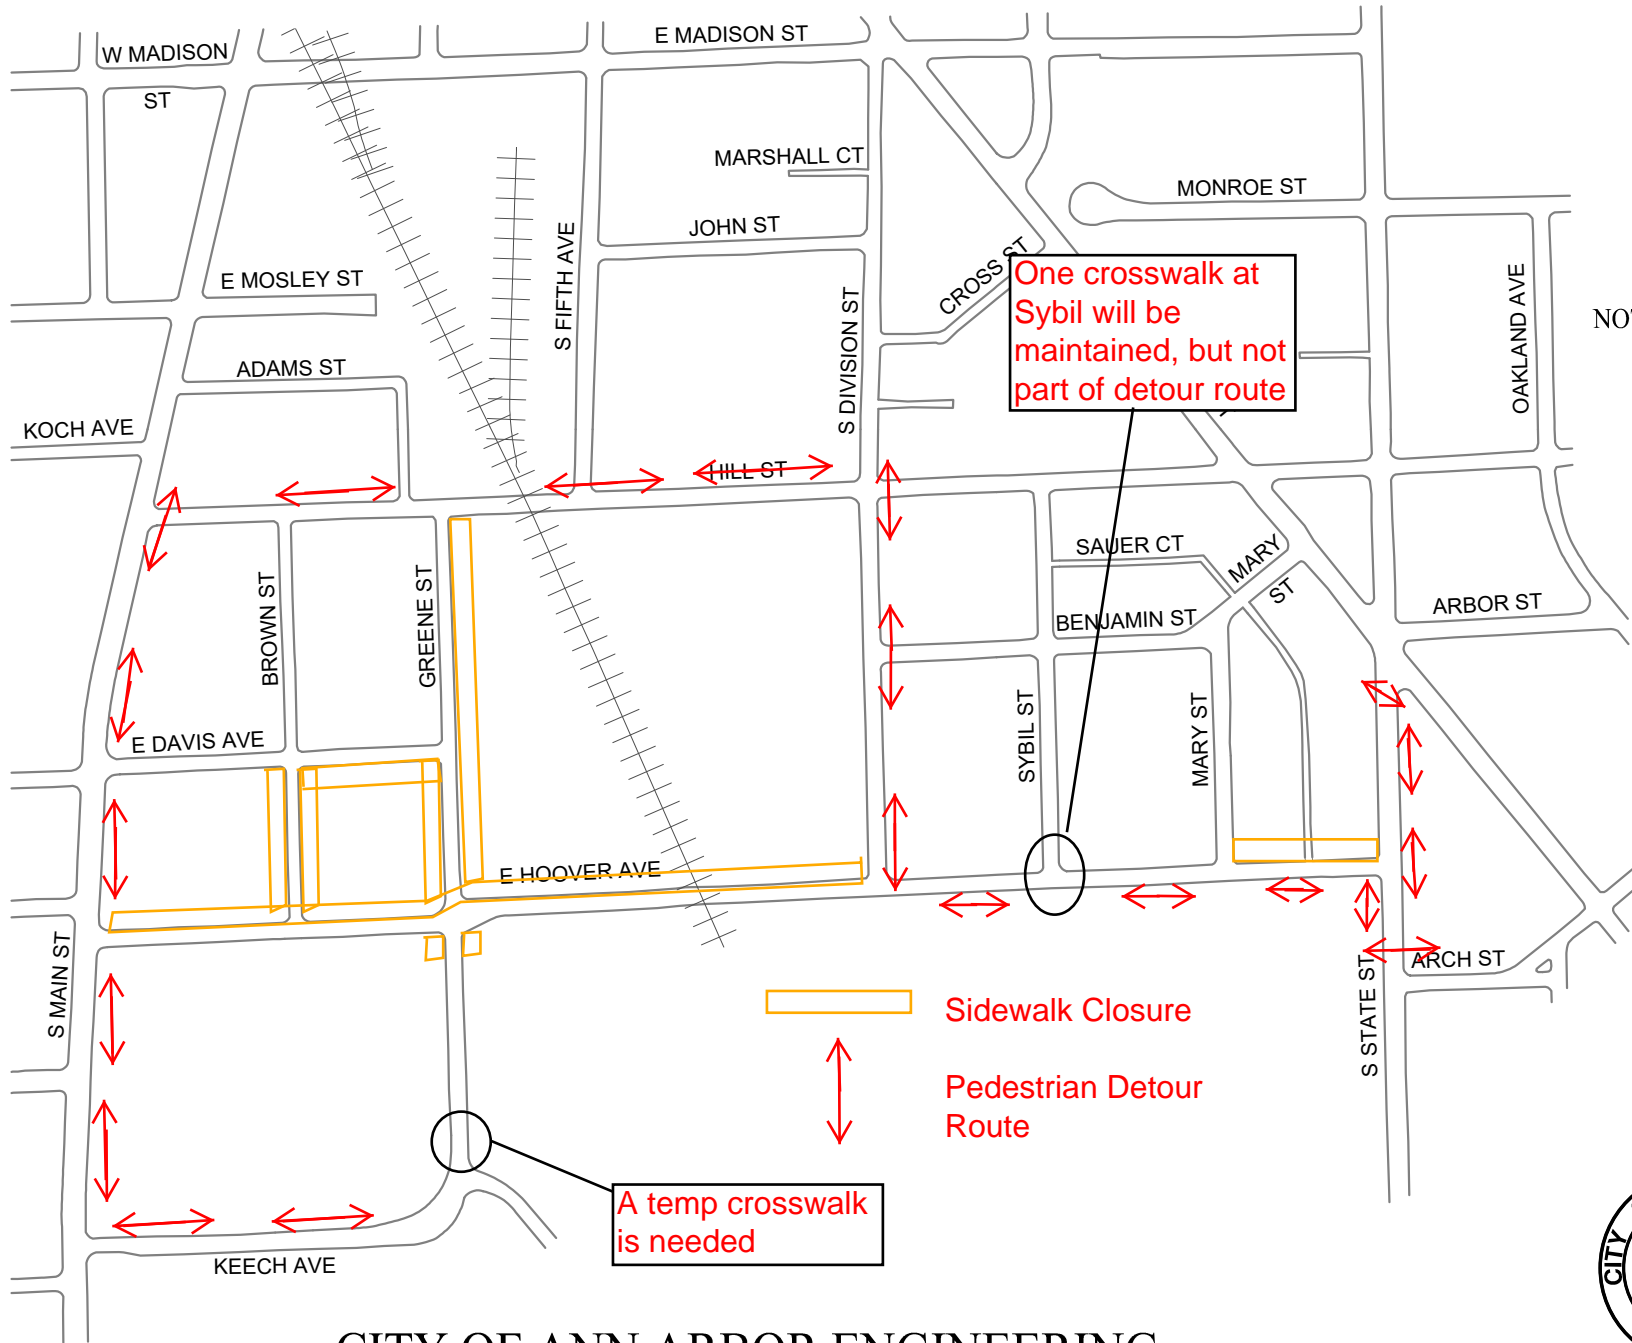 E MADISON ST
W MADISON
ST
MARSHALL CT
MONROE ST
JOHN ST
E MOSLEY ST
S FIFTH AVE
CROSS ST
One crosswalk at
Sybil will be
maintained, but not
part of detour route
OAKLAND AVE
S DIVISION ST
ADAMS ST
KOCH AVE
HILL ST
SAUER CT
MARY
ST
BENJAMIN ST
ARBOR ST
BROWN ST
GREENE ST
SYBIL ST
MARY ST
E DAVIS AVE
E HOOVER AVE
S MAIN ST
ARCH ST
S STATE ST
Sidewalk Closure
Pedestrian Detour
Route
A temp crosswalk
is needed
KEECH AVE
CITY
CITY OF ANN ARBOR ENGINEERING